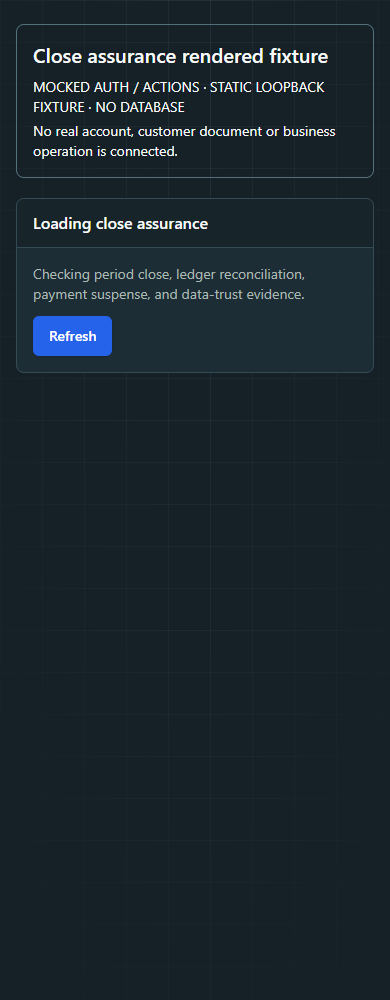 Close assurance rendered fixture
MOCKED AUTH / ACTIONS · STATIC LOOPBACK
FIXTURE · NO DATABASE
No real account, customer document or business
operation is connected.
Loading close assurance
Checking period close, ledger reconciliation,
payment suspense, and data-trust evidence.
Refresh